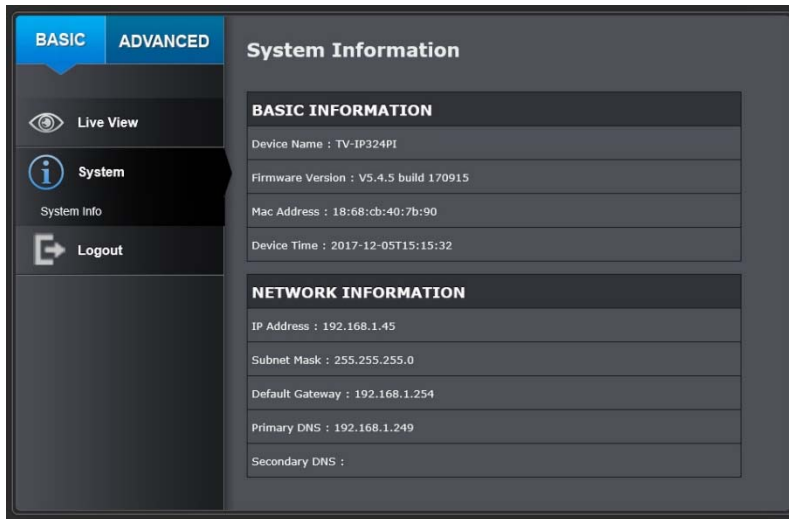 BASIC
ADVANCED
Live View
System
System Info
Logout
System Information
BASIC INFORMATION
Device Name : TV-IP324PI
Firmware Version : V5.4.5 build 170915
Mac Address : 18:68:cb:40:7b:90
Device Time : 2017-12-05T15:15:32
NETWORK INFORMATION
IP Address : 192.168.1.45
Subnet Mask : 255.255.255.0
Default Gateway : 192.168.1.254
Primary DNS : 192.168.1.249
Secondary DNS :